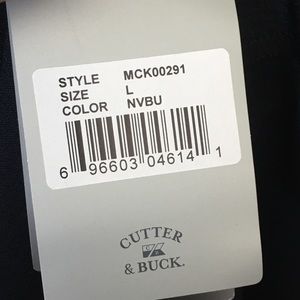 STYLE MCK00291
SIZE L
COLOR NVBU
6 96603 04614 1
CUTTER
& BUCK.